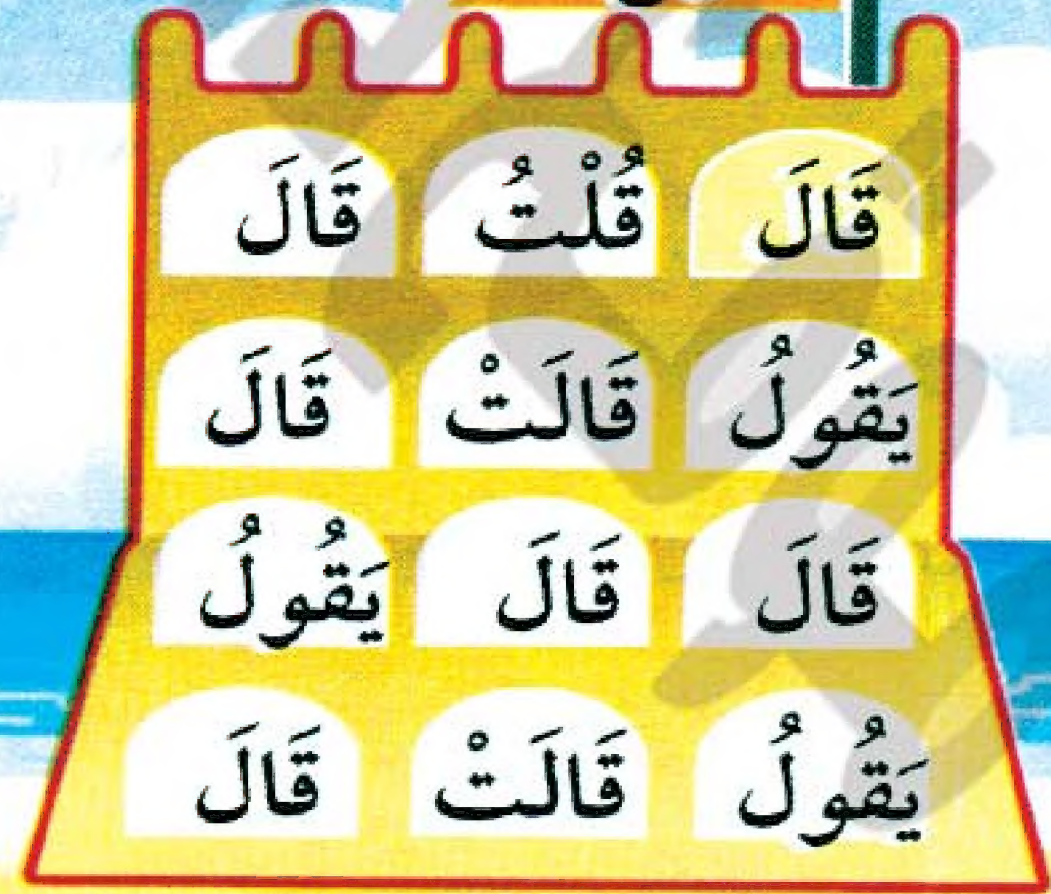 قَالَ قُلْتُ قَالَ
يَقُولُ قَالَتْ قَالَ
قَالَ قَالَ يَقُولُ
يَقُولُ قَالَتْ قَالَ